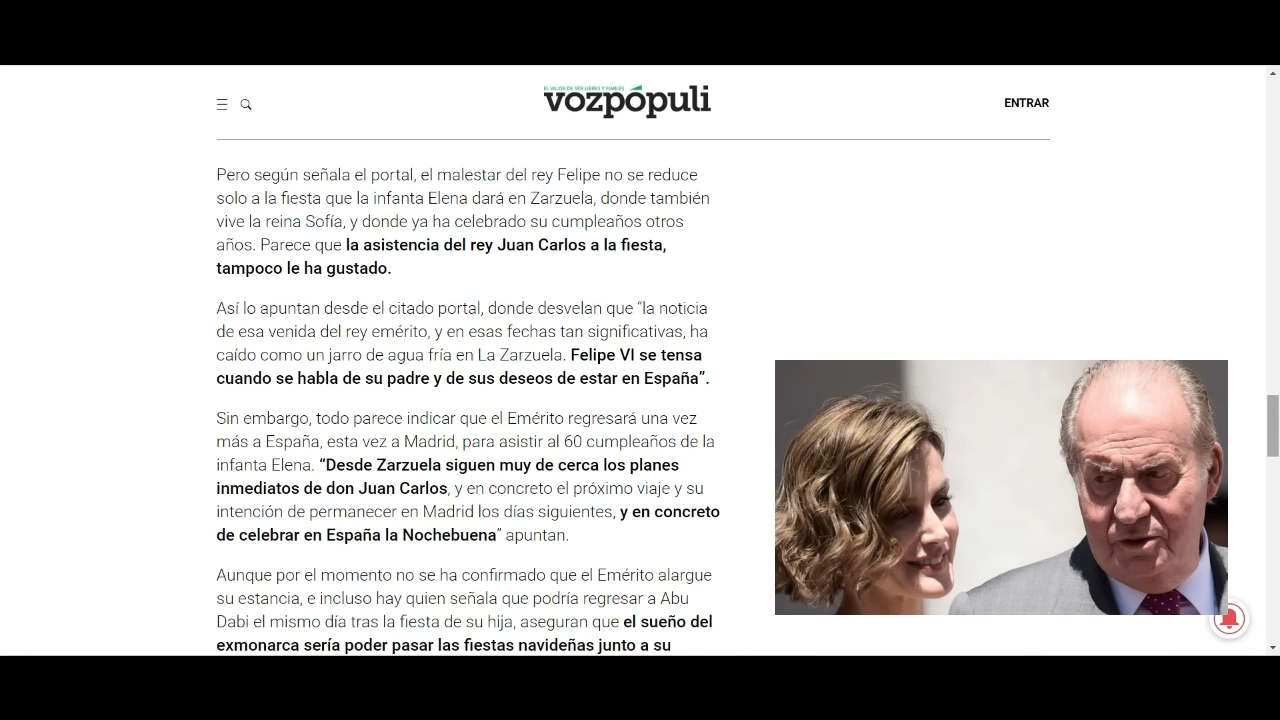 EL VALOR DE SER LIBRES Y FIABLES
vozpópuli
ENTRAR
Pero según señala el portal, el malestar del rey Felipe no se reduce
solo a la fiesta que la infanta Elena dará en Zarzuela, donde también
vive la reina Sofía, y donde ya ha celebrado su cumpleaños otros
años. Parece que la asistencia del rey Juan Carlos a la fiesta,
tampoco le ha gustado.
Así lo apuntan desde el citado portal, donde desvelan que “la noticia
de esa venida del rey emérito, y en esas fechas tan significativas, ha
caído como un jarro de agua fría en La Zarzuela. Felipe VI se tensa
cuando se habla de su padre y de sus deseos de estar en España”.
Sin embargo, todo parece indicar que el Emérito regresará una vez
más a España, esta vez a Madrid, para asistir al 60 cumpleaños de la
infanta Elena. “Desde Zarzuela siguen muy de cerca los planes
inmediatos de don Juan Carlos, y en concreto el próximo viaje y su
intención de permanecer en Madrid los días siguientes, y en concreto
de celebrar en España la Nochebuena” apuntan.
Aunque por el momento no se ha confirmado que el Emérito alargue
su estancia, e incluso hay quien señala que podría regresar a Abu
Dabi el mismo día tras la fiesta de su hija, aseguran que el sueño del
exmonarca sería poder pasar las fiestas navideñas junto a su